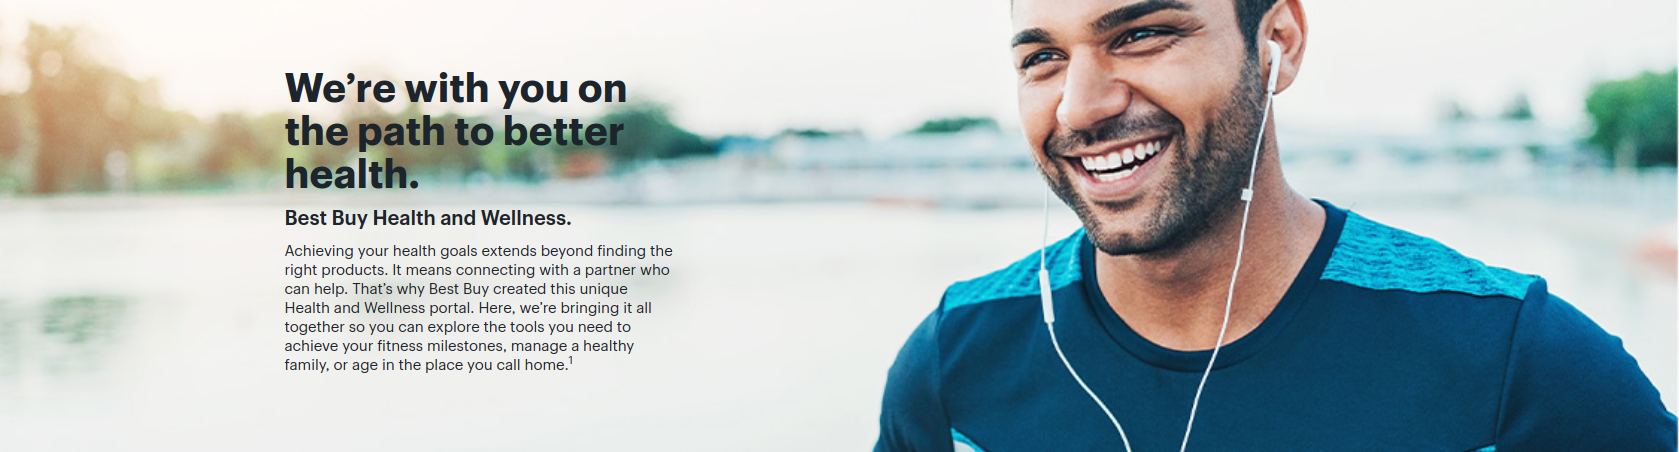 We’re with you on
the path to better
health.
Best Buy Health and Wellness.
Achieving your health goals extends beyond finding the
right products. It means connecting with a partner who
can help. That’s why Best Buy created this unique
Health and Wellness portal. Here, we’re bringing it all
together so you can explore the tools you need to
achieve your fitness milestones, manage a healthy
family, or age in the place you call home.¹